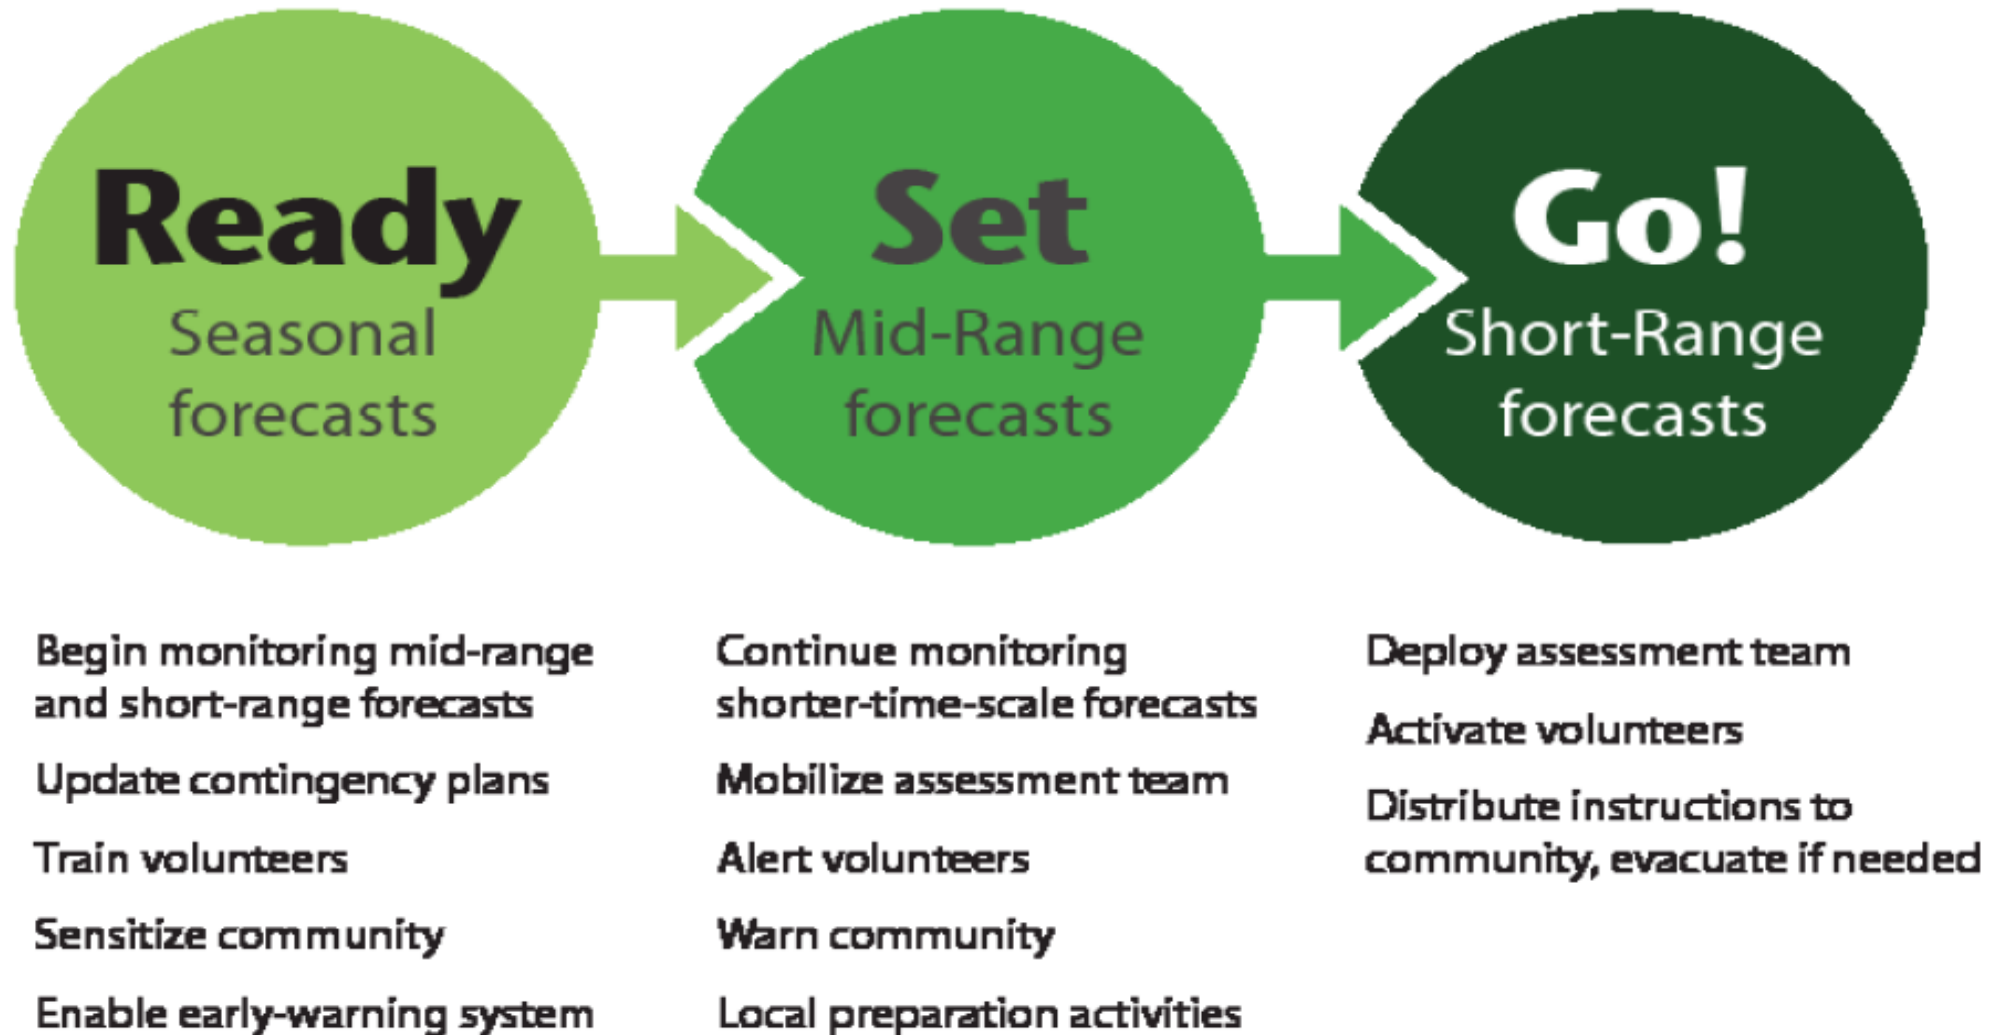 Ready
Seasonal
forecasts
Set
Mid-Range
forecasts
Go!
Short-Range
forecasts
Begin monitoring mid-range
and short-range forecasts
Update contingency plans
Train volunteers
Sensitize community
Enable early-warning system
Continue monitoring
shorter-time-scale forecasts
Mobilize assessment team
Alert volunteers
Warn community
Local preparation activities
Deploy assessment team
Activate volunteers
Distribute instructions to
community, evacuate if needed